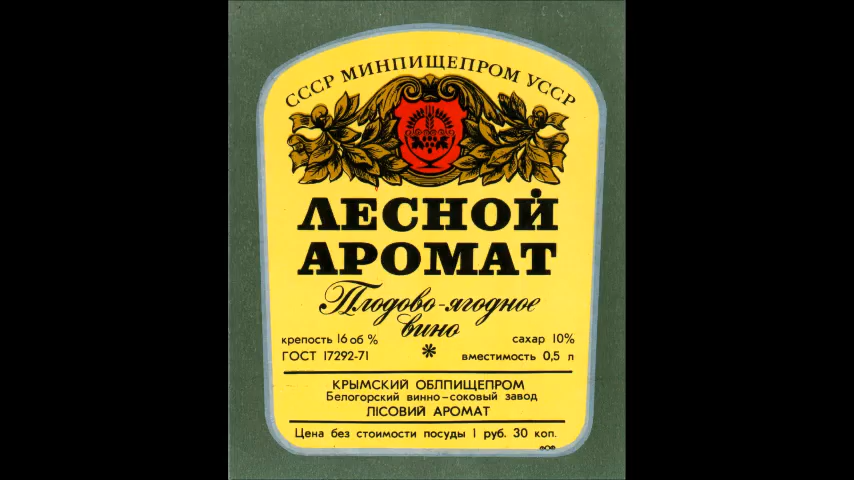 СССР МИНПИЩЕПРОМ УССР
ЛЕСНОЙ
АРОМАТ
Плодово-ягодное
вино
крепость 16 об % сахар 10%
ГОСТ 17292-71 * вместимость 0,5 л
КРЫМСКИЙ ОБЛПИЩЕПРОМ
Белогорский винно-соковый завод
ЛІСОВИЙ АРОМАТ
Цена без стоимости посуды 1 руб. 30 коп.